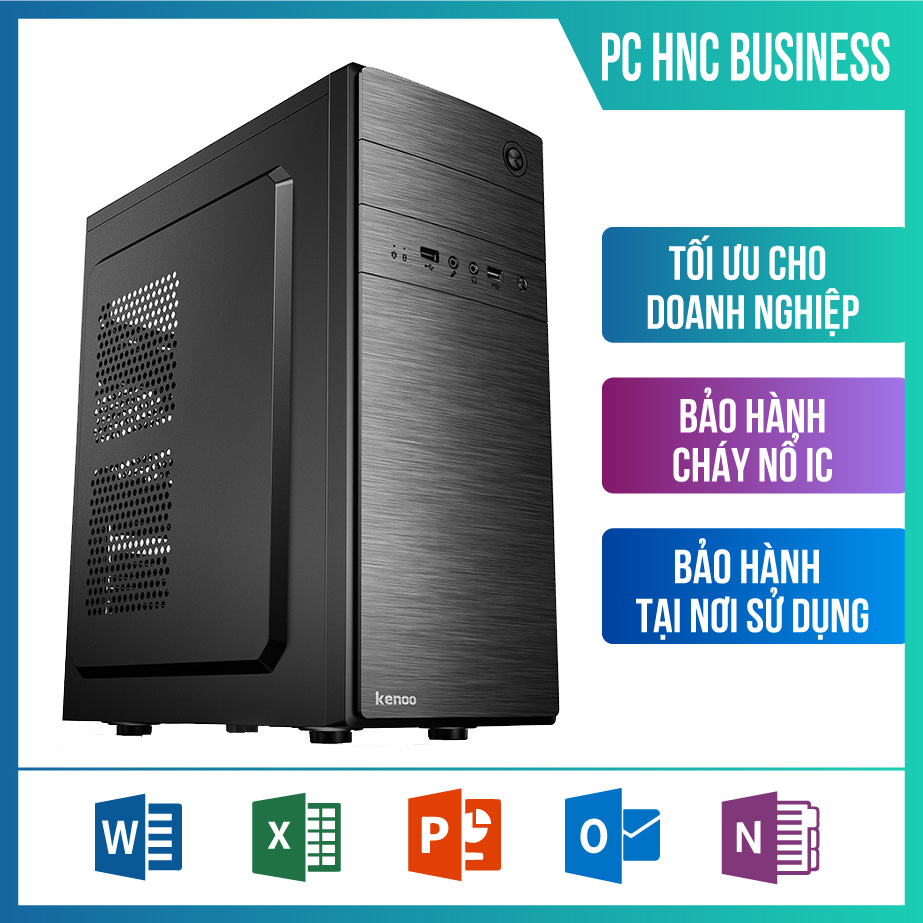 PC HNC BUSINESS
TỐI ƯU CHO
DOANH NGHIỆP
BẢO HÀNH
CHÁY NỔ IC
BẢO HÀNH
TẠI NƠI SỬ DỤNG
kenoo
W
X
P
O
N